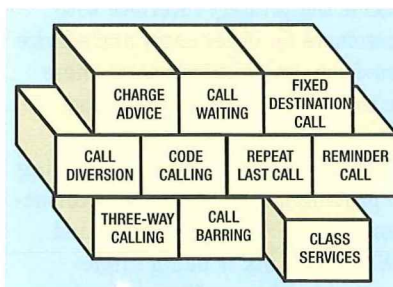 CHARGE
ADVICE
CALL
WAITING
FIXED
DESTINATION
CALL
CALL
DIVERSION
CODE
CALLING
REPEAT
LAST CALL
REMINDER
CALL
THREE-WAY
CALLING
CALL
BARRING
CLASS
SERVICES